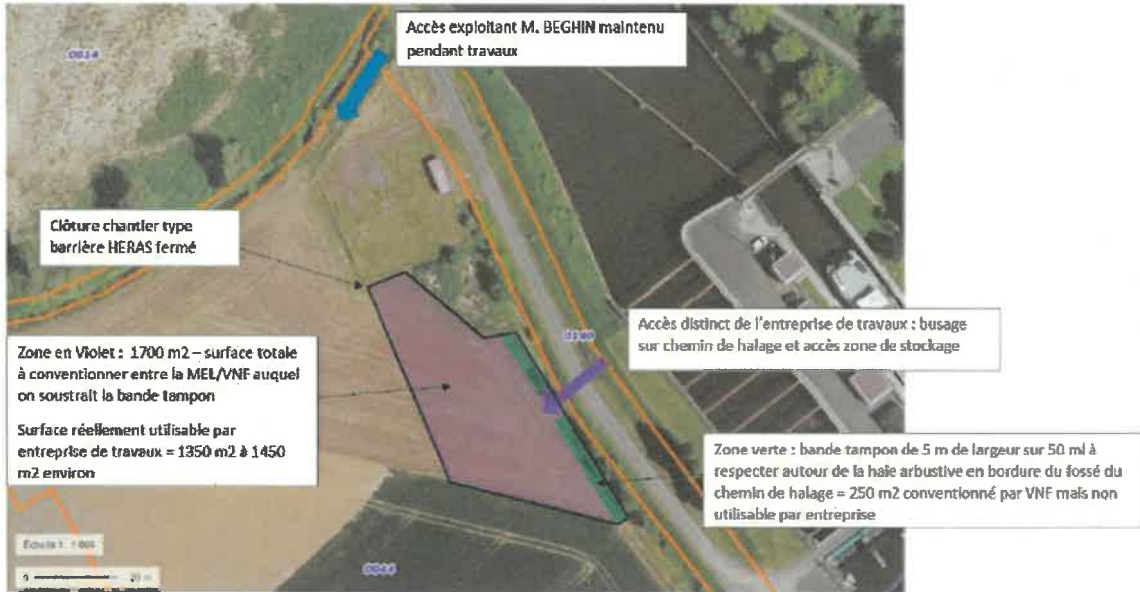 Accès exploitant M. BEGHIN maintenu
pendant travaux
0014
Clôture chantier type
barrière HERAS fermé
Accès distinct de l'entreprise de travaux : busage
sur chemin de halage et accès zone de stockage
Zone en Violet : 1700 m2 – surface totale
à conventionner entre la MEL/VNF auquel
on soustrait la bande tampon
Surface réellement utilisable par
entreprise de travaux = 1350 m2 à 1450
m2 environ
Zone verte : bande tampon de 5 m de largeur sur 50 ml à
respecter autour de la haie arbustive en bordure du fossé du
chemin de halage = 250 m2 conventionné par VNF mais non
utilisable par entreprise
0044